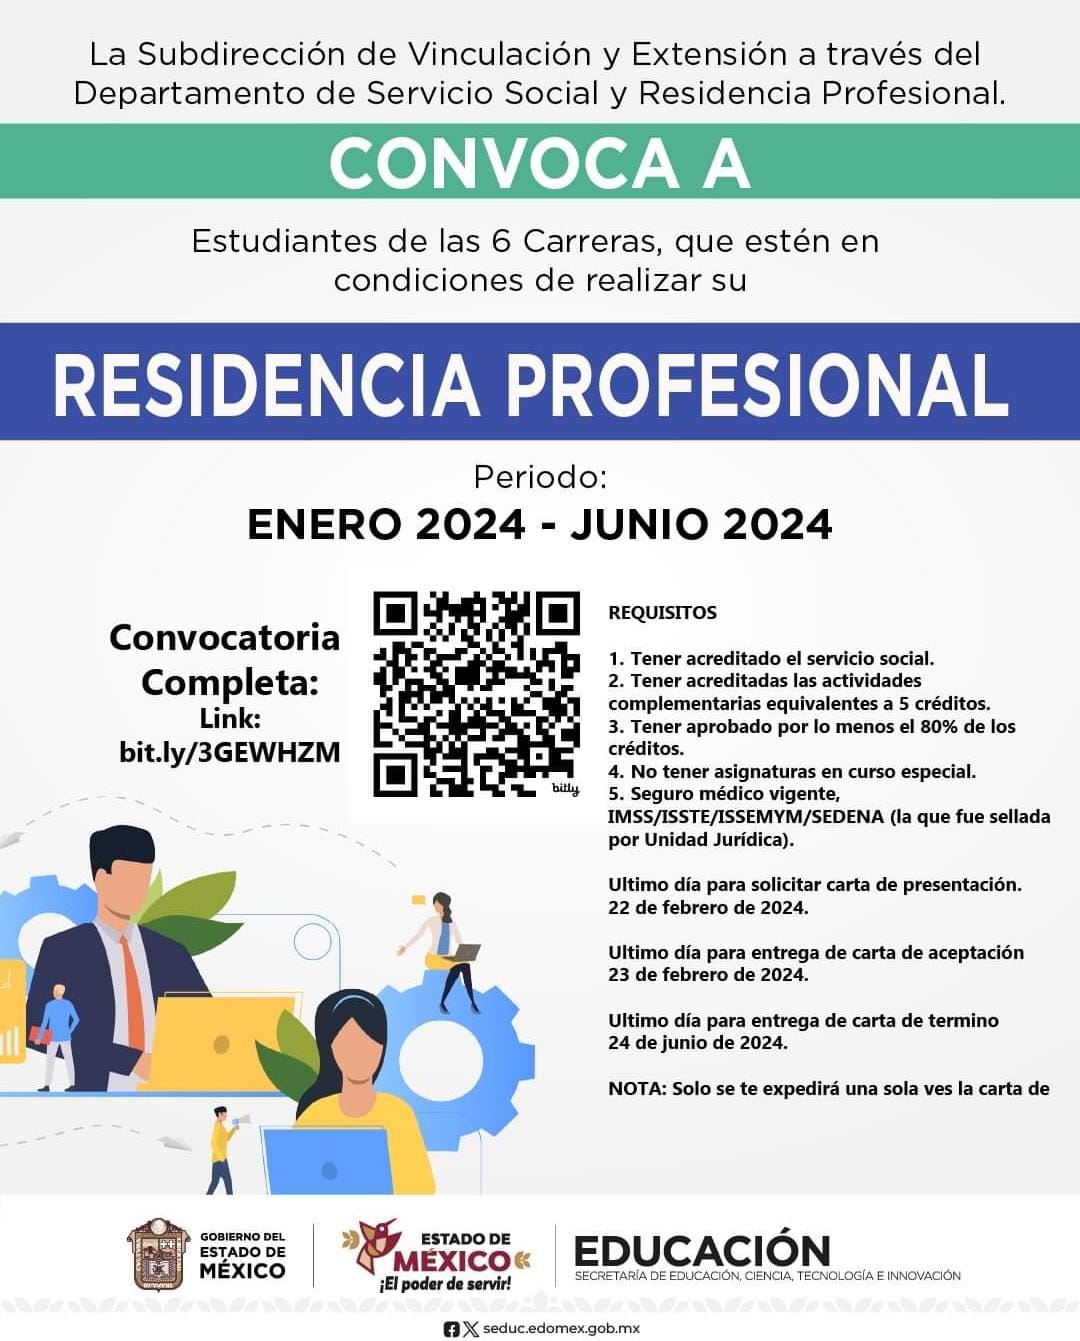 La Subdirección de Vinculación y Extensión a través del
Departamento de Servicio Social y Residencia Profesional.
CONVOCA A
Estudiantes de las 6 Carreras, que estén en
condiciones de realizar su
RESIDENCIA PROFESIONAL
Periodo:
ENERO 2024 - JUNIO 2024
Convocatoria
Completa:
Link:
bit.ly/3GEWHZM
bitly
REQUISITOS
1. Tener acreditado el servicio social.
2. Tener acreditadas las actividades
complementarias equivalentes a 5 créditos.
3. Tener aprobado por lo menos el 80% de los
créditos.
4. No tener asignaturas en curso especial.
5. Seguro médico vigente,
IMSS/ISSTE/ISSEMYM/SEDENA (la que fue sellada
por Unidad Jurídica).
Ultimo día para solicitar carta de presentación.
22 de febrero de 2024.
Ultimo día para entrega de carta de aceptación
23 de febrero de 2024.
Ultimo día para entrega de carta de termino
24 de junio de 2024.
NOTA: Solo se te expedirá una sola ves la carta de
GOBIERNO DEL
ESTADO DE
MÉXICO
ESTADO DE
MÉXICO
¡El poder de servir!
EDUCACIÓN
SECRETARÍA DE EDUCACIÓN, CIENCIA, TECNOLOGÍA E INNOVACIÓN
seduc.edomex.gob.mx